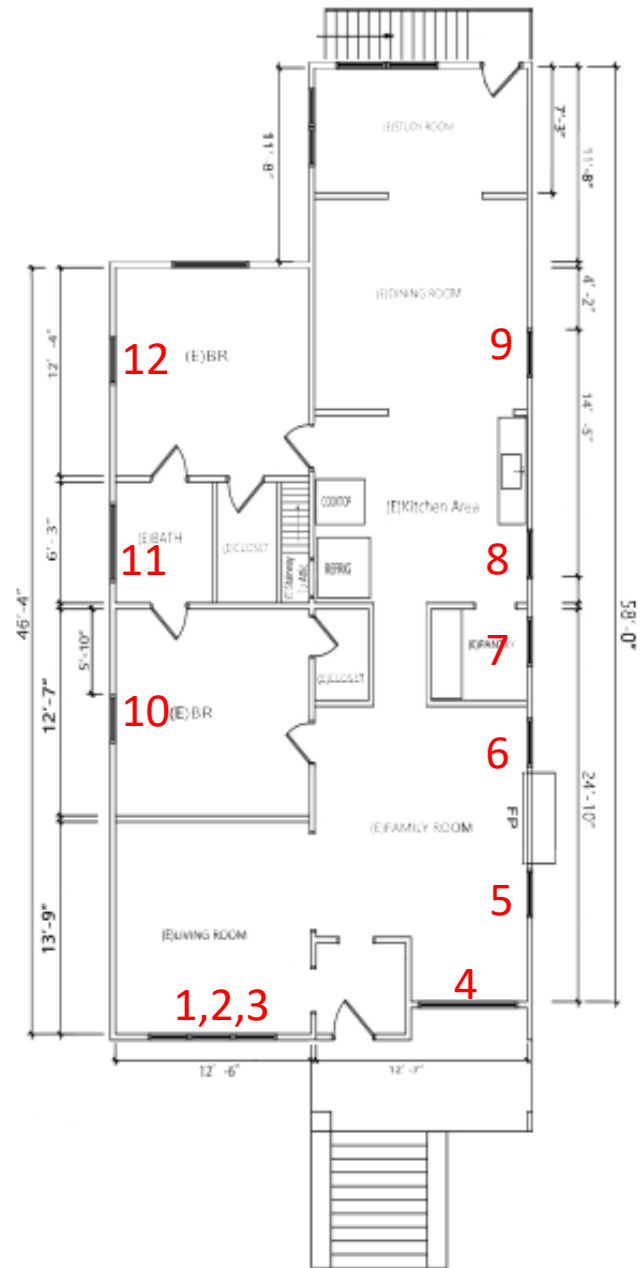 (E)STUDY ROOM
7'-3"
11'-8"
11'-8"
(E)DINING ROOM
4' -2"
12' -4"
12
(E)BR
9
14' -5"
COOKTOP
(E)Kitchen Area
6'- 3"
(E)BATH
11
(E)CLOSET
REFRIG
8
46'-4"
58'-0"
5'-10"
7
(E)PANTRY
(E)CLOSET
12'-7"
10
(E)BR
6
24'-10"
(E)FAMILY ROOM
FP
5
13'-9"
(E)LIVING ROOM
1,2,3
4
12' -6"
12' -7"